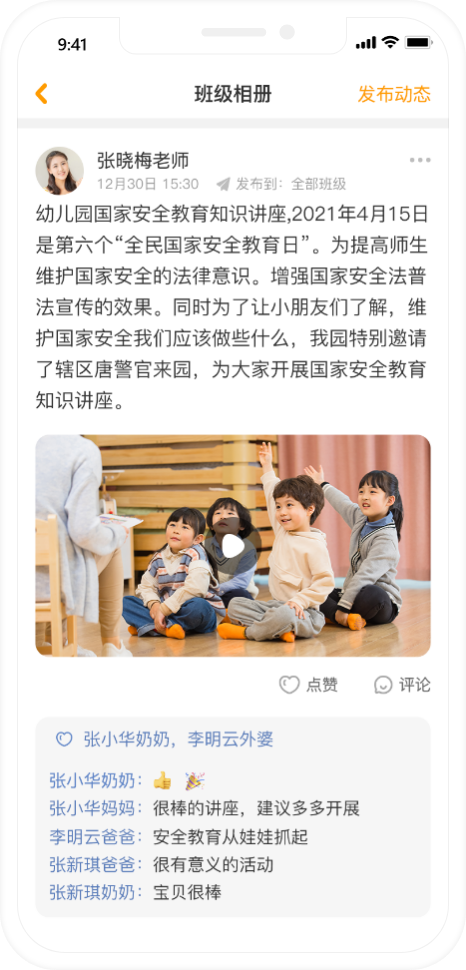 9:41
班级相册
发布动态
张晓梅老师
12月30日 15:30 发布到：全部班级
幼儿园国家安全教育知识讲座,2021年4月15日
是第六个“全民国家安全教育日”。为提高师生
维护国家安全的法律意识。增强国家安全法普
法宣传的效果。同时为了让小朋友们了解，维
护国家安全我们应该做些什么，我园特别邀请
了辖区唐警官来园，为大家开展国家安全教育
知识讲座。
点赞 评论
张小华奶奶，李明云外婆
张小华奶奶：👍 🎉
张小华妈妈：很棒的讲座，建议多多开展
李明云爸爸：安全教育从娃娃抓起
张新琪爸爸：很有意义的活动
张新琪奶奶：宝贝很棒